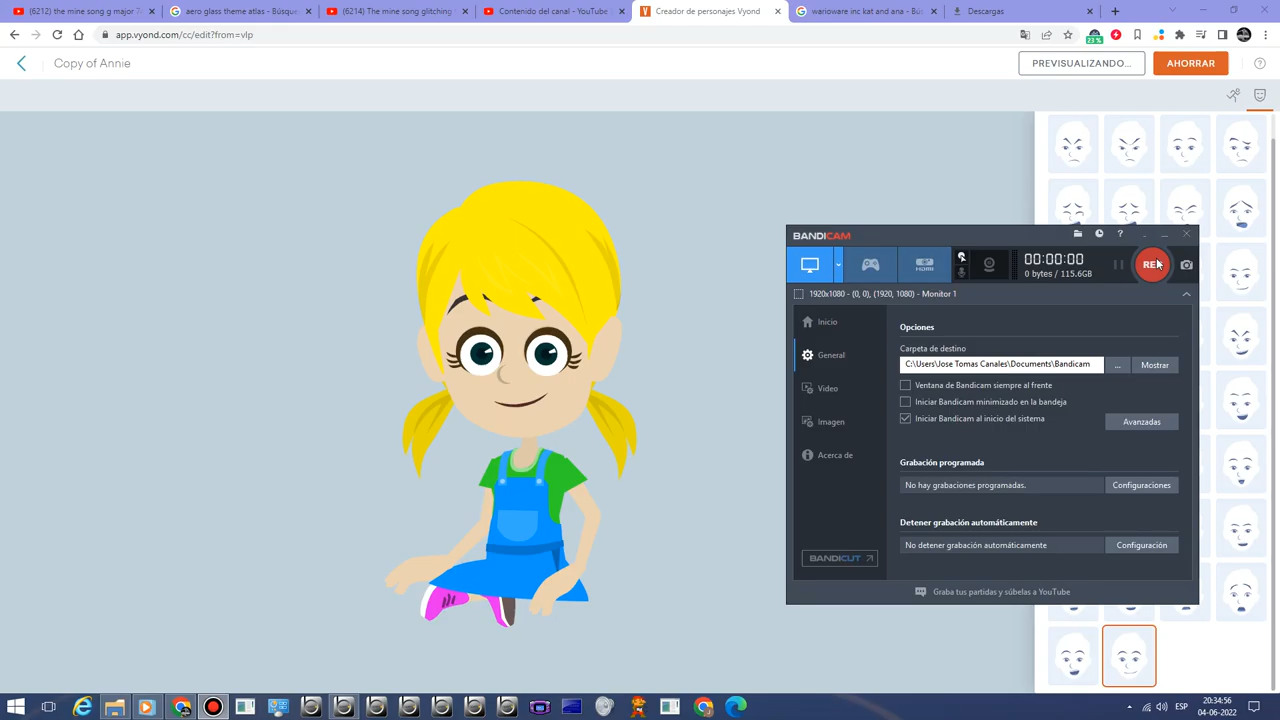 (6212) the mine song g major 74
aero glass theme atlas - Búsque
(6214) The mine song glitching
Contenido del canal - YouTube
Creador de personajes Vyond
warioware inc kat and ana - Bús
Descargas
app.vyond.com/cc/edit?from=vlp
23 %
Copy of Annie
PREVISUALIZANDO...
AHORRAR
BANDICAM
HDMI
00:00:00
0 bytes / 115.6GB
REC
1920x1080 - (0, 0), (1920, 1080) - Monitor 1
Inicio
General
Video
Imagen
Acerca de
BANDICUT
Opciones
Carpeta de destino
C:\Users\Jose Tomas Canales\Documents\Bandicam
...
Mostrar
Ventana de Bandicam siempre al frente
Iniciar Bandicam minimizado en la bandeja
Iniciar Bandicam al inicio del sistema
Avanzadas
Grabación programada
No hay grabaciones programadas.
Configuraciones
Detener grabación automáticamente
No detener grabación automáticamente
Configuración
Graba tus partidas y súbelas a YouTube
ESP
20:34:56
04-06-2022